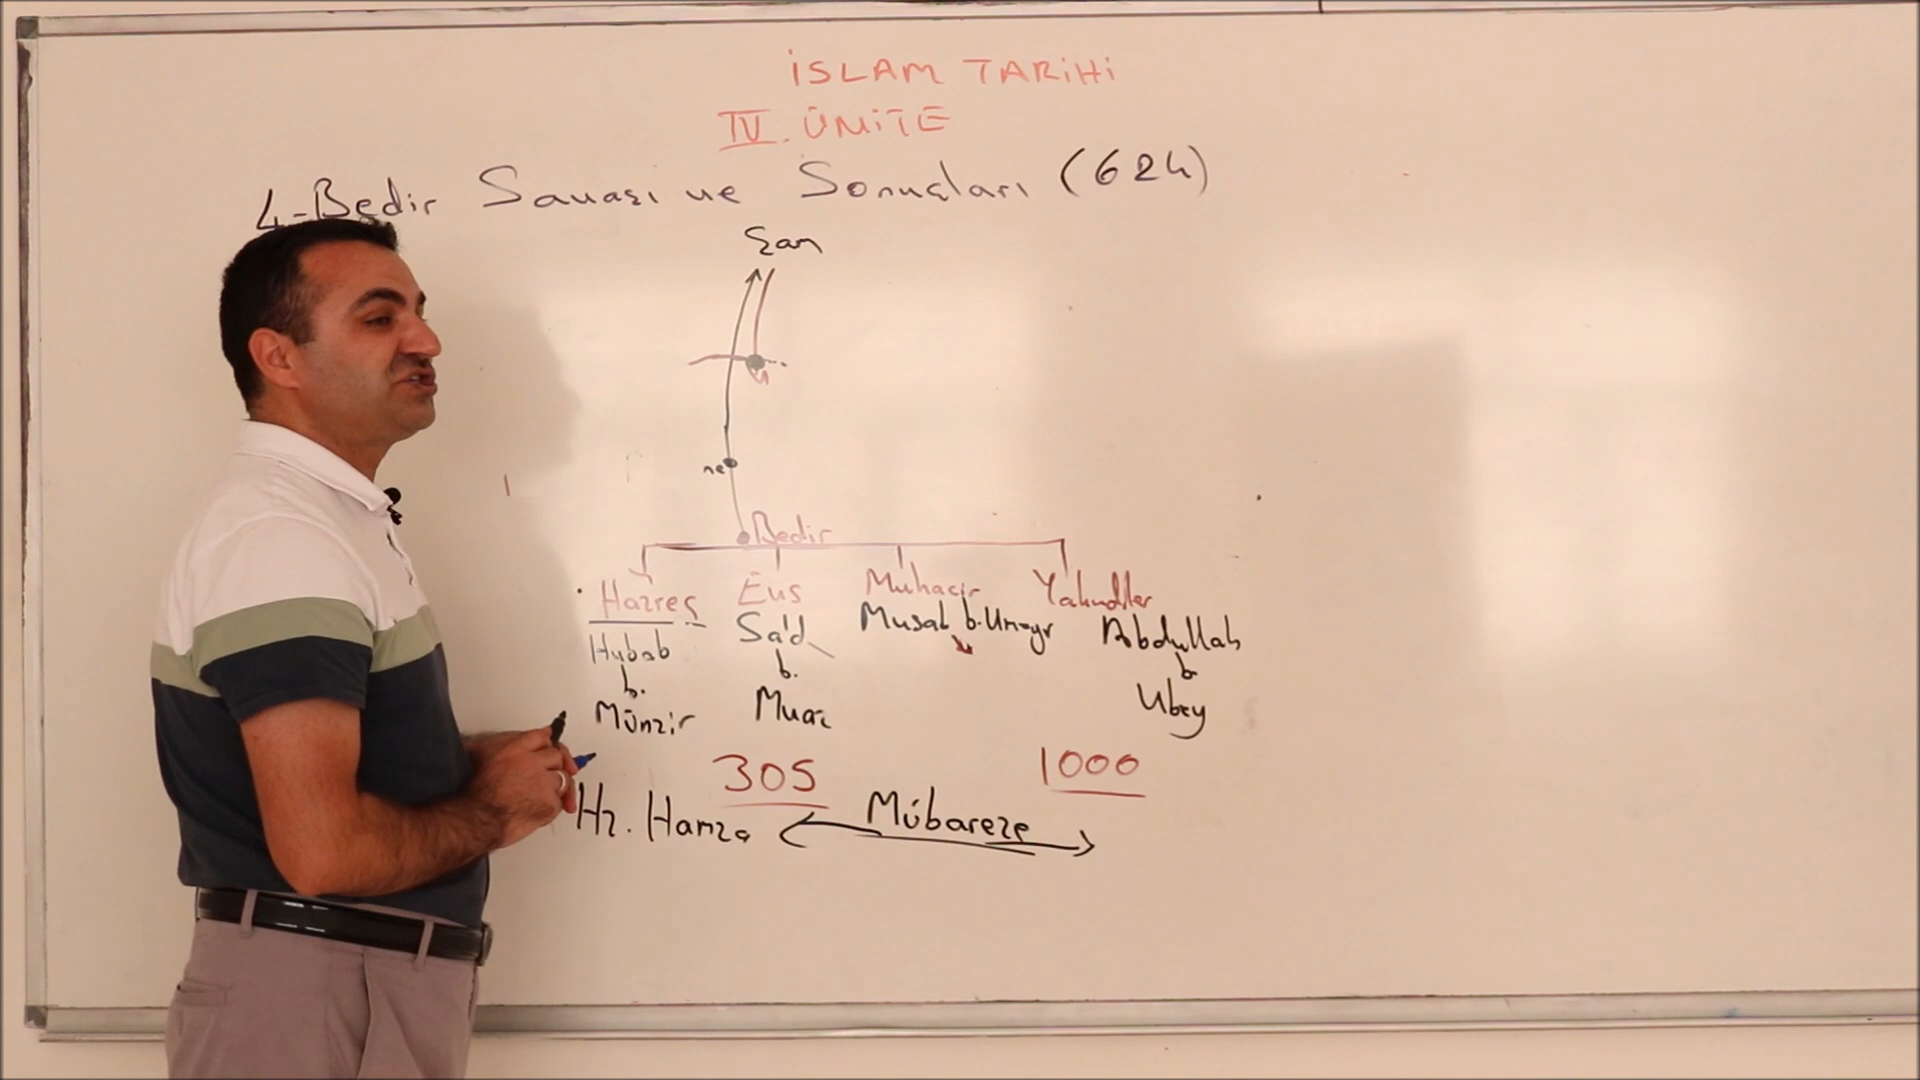 İSLAM TARİHİ
IV. ÜNİTE
4-Bedir Savaşı ve Sonuçları (624)
Şam
me
Bedir
Hazreç Evs Muhacir Yahudiler
Hubab b. Münzir
Sa'd b. Muaz
Musab b. Umeyr
Abdullah b. Ubey
305 1000
Hz. Hamza Mübareze